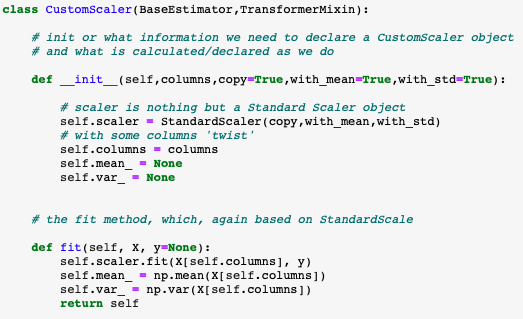 class CustomScaler(BaseEstimator,TransformerMixin):
# init or what information we need to declare a CustomScaler object
# and what is calculated/declared as we do
def __init__(self,columns,copy=True,with_mean=True,with_std=True):
# scaler is nothing but a Standard Scaler object
self.scaler = StandardScaler(copy,with_mean,with_std)
# with some columns 'twist'
self.columns = columns
self.mean_ = None
self.var_ = None
# the fit method, which, again based on StandardScale
def fit(self, X, y=None):
self.scaler.fit(X[self.columns], y)
self.mean_ = np.mean(X[self.columns])
self.var_ = np.var(X[self.columns])
return self